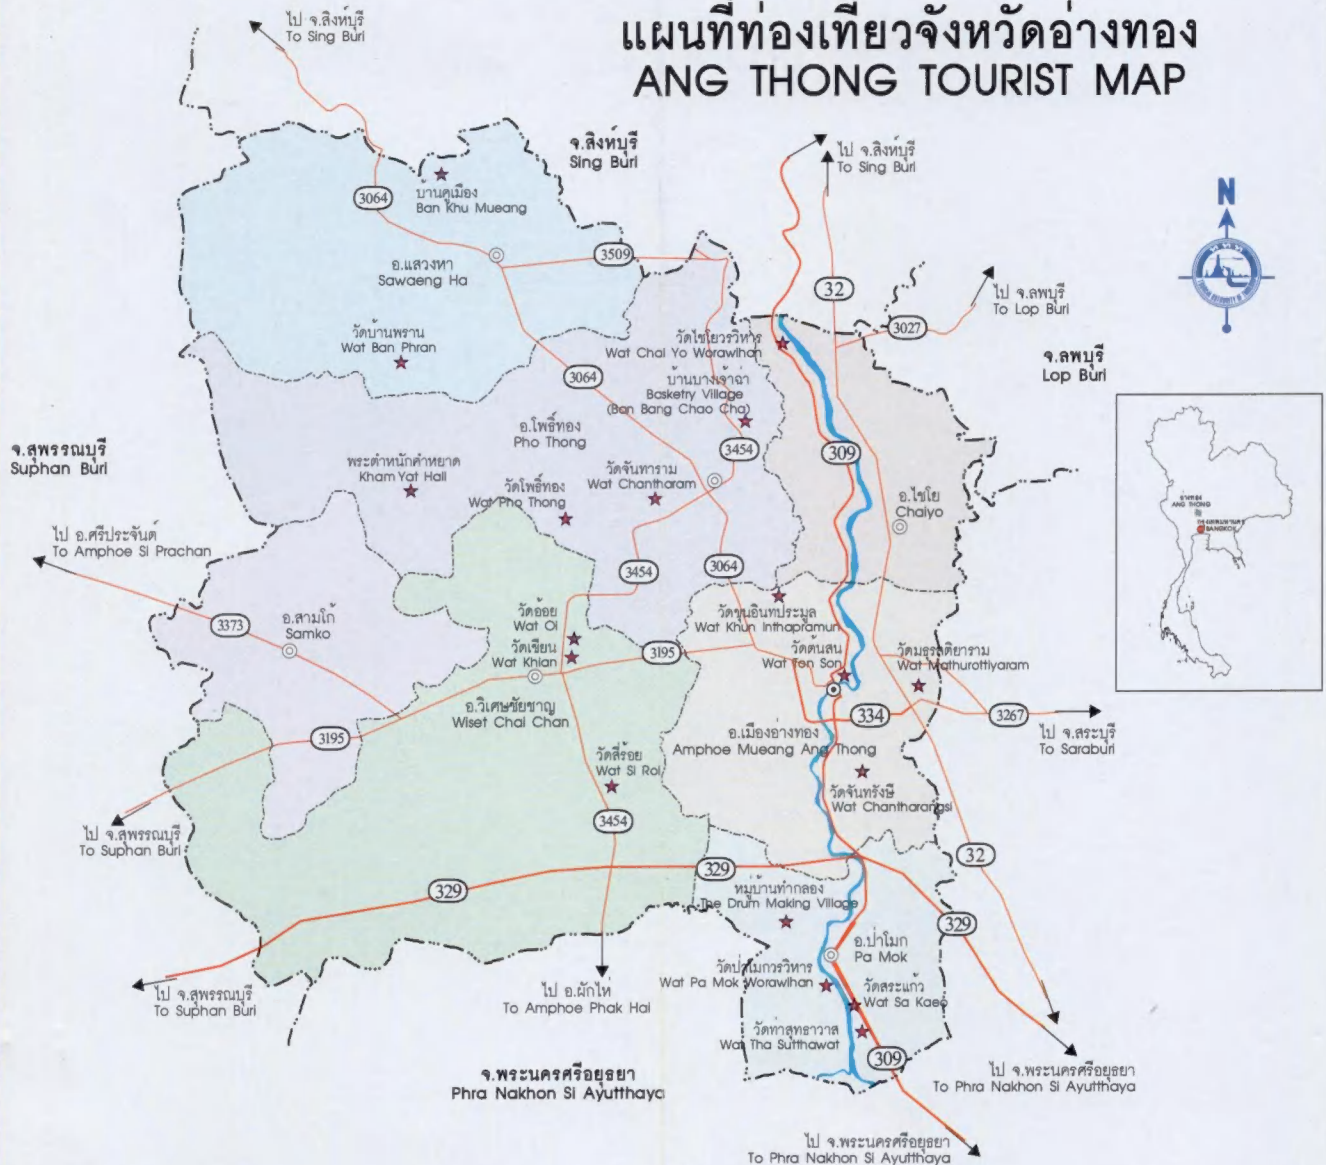 แผนที่ท่องเที่ยวจังหวัดอ่างทอง
ANG THONG TOURIST MAP
ไป จ.สิงห์บุรี
To Sing Buri
จ.สิงห์บุรี
Sing Buri
ไป จ.สิงห์บุรี
To Sing Buri
N
3064
บ้านคูเมือง
Ban Khu Mueang
3509
อ.แสวงหา
Sawaeng Ha
32
ไป จ.ลพบุรี
To Lop Buri
3027
จ.ลพบุรี
Lop Buri
วัดบ้านพราน
Wat Ban Phran
วัดไชโยวรวิหาร
Wat Chai Yo Worawihan
3064
บ้านบางเจ้าฉ่า
Basketry Village
(Ban Bang Chao Cha)
อ.โพธิ์ทอง
Pho Thong
3454
309
จ.สุพรรณบุรี
Suphan Buri
พระตำหนักคำหยาด
Kham Yat Hall
วัดโพธิ์ทอง
Wat Pho Thong
วัดจันทาราม
Wat Chantharam
อ.ไชโย
Chaiyo
อ่างทอง
ANG THONG
กรุงเทพมหานคร
BANGKOK
ไป อ.ศรีประจันต์
To Amphoe Si Prachan
3454
3064
3373
อ.สามโก้
Samko
วัดอ้อย
Wat Oi
วัดเขียน
Wat Khian
3195
วัดขุนอินทประมูล
Wat Khun Inthapramun
วัดต้นสน
Wat Ton Son
วัดมธุรสติยาราม
Wat Mathurottiyaram
อ.วิเศษชัยชาญ
Wiset Chai Chan
3195
334
3267
ไป จ.สระบุรี
To Saraburi
อ.เมืองอ่างทอง
Amphoe Mueang Ang Thong
วัดสี่ร้อย
Wat Si Roi
วัดจันทรังษี
Wat Chantharangsi
ไป จ.สุพรรณบุรี
To Suphan Buri
3454
32
329
329
หมู่บ้านทำกลอง
The Drum Making Village
329
อ.ป่าโมก
Pa Mok
ไป จ.สุพรรณบุรี
To Suphan Buri
ไป อ.ผักไห่
To Amphoe Phak Hai
วัดป่าโมกวรวิหาร
Wat Pa Mok Worawihan
วัดสระแก้ว
Wat Sa Kaeo
วัดท่าสุทธาวาส
Wat Tha Sutthawat
309
จ.พระนครศรีอยุธยา
Phra Nakhon Si Ayutthaya
ไป จ.พระนครศรีอยุธยา
To Phra Nakhon Si Ayutthaya
ไป จ.พระนครศรีอยุธยา
To Phra Nakhon Si Ayutthaya